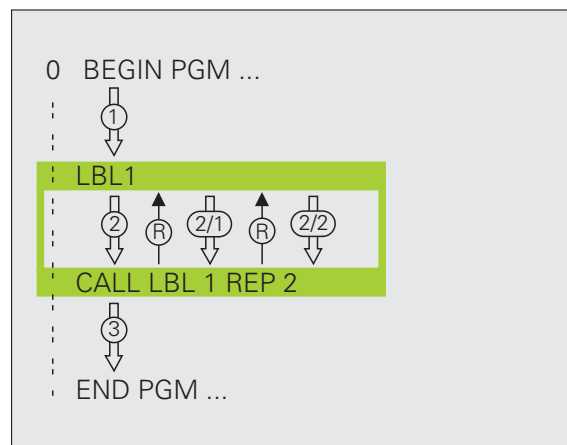 0 BEGIN PGM ...
1
LBL1
2 R 2/1 R 2/2
CALL LBL 1 REP 2
3
END PGM ...